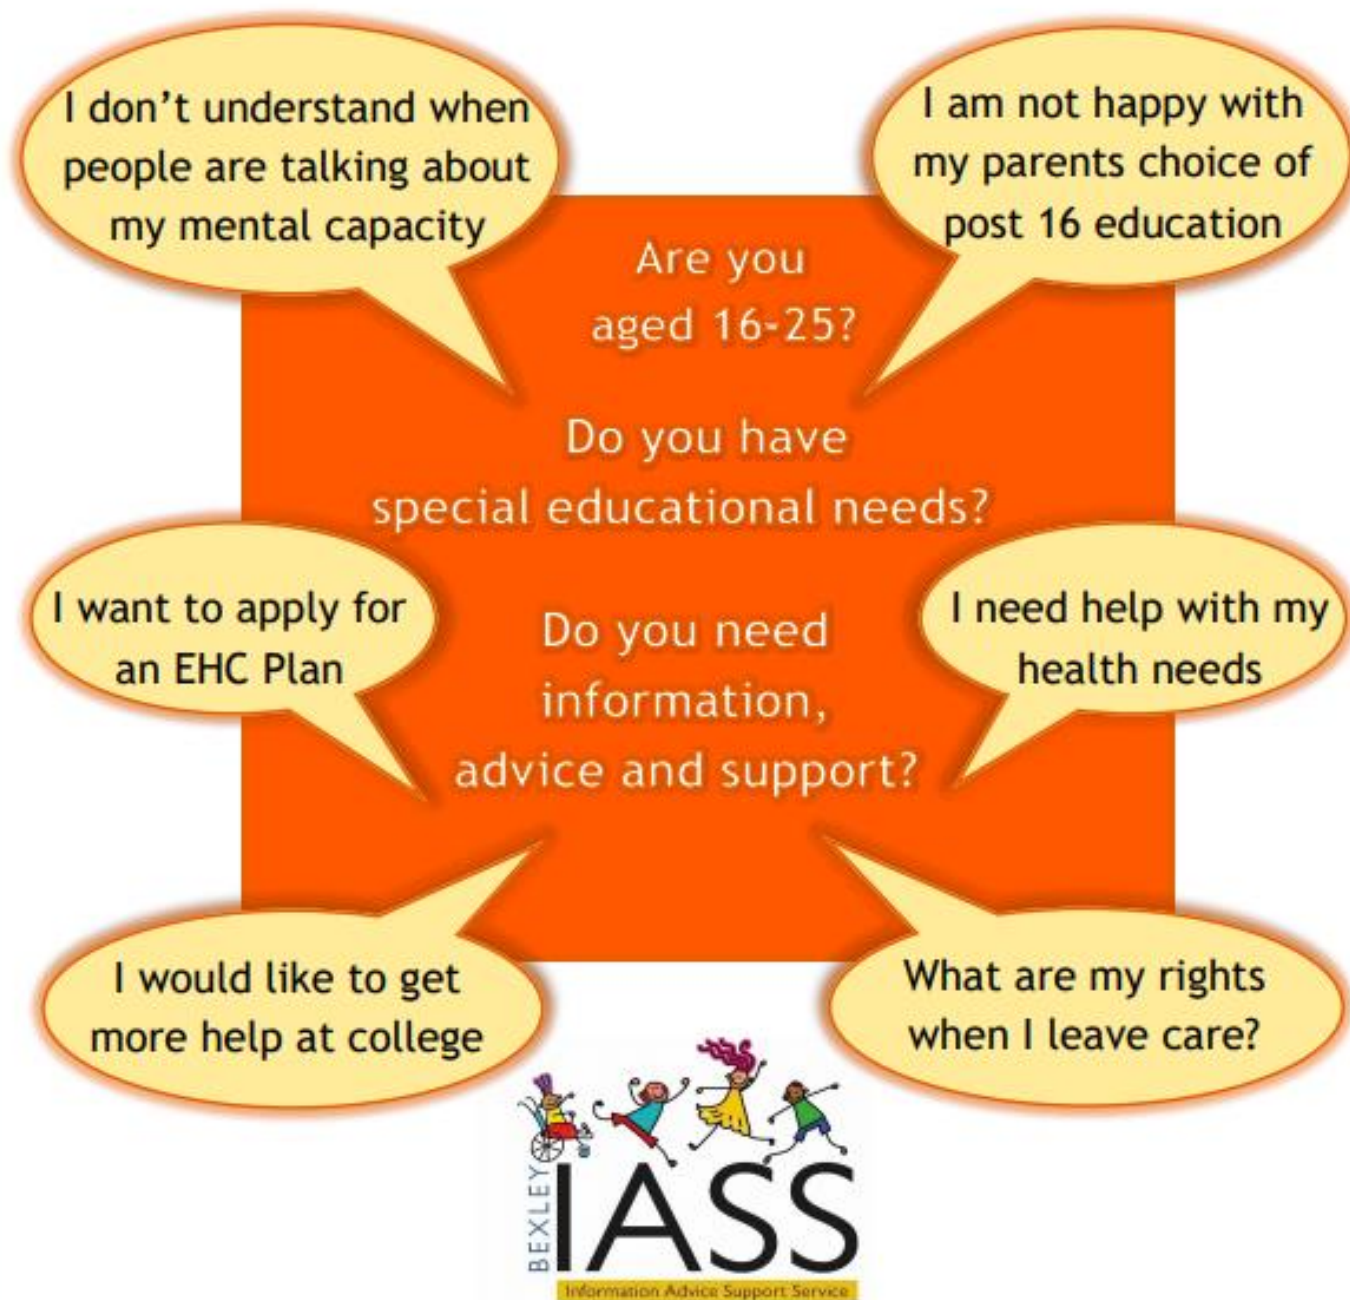 I don’t understand when
people are talking about
my mental capacity
I am not happy with
my parents choice of
post 16 education
Are you
aged 16-25?
Do you have
special educational needs?
I want to apply for
an EHC Plan
I need help with my
health needs
Do you need
information,
advice and support?
I would like to get
more help at college
What are my rights
when I leave care?
BEXLEY
IASS
Information Advice Support Service